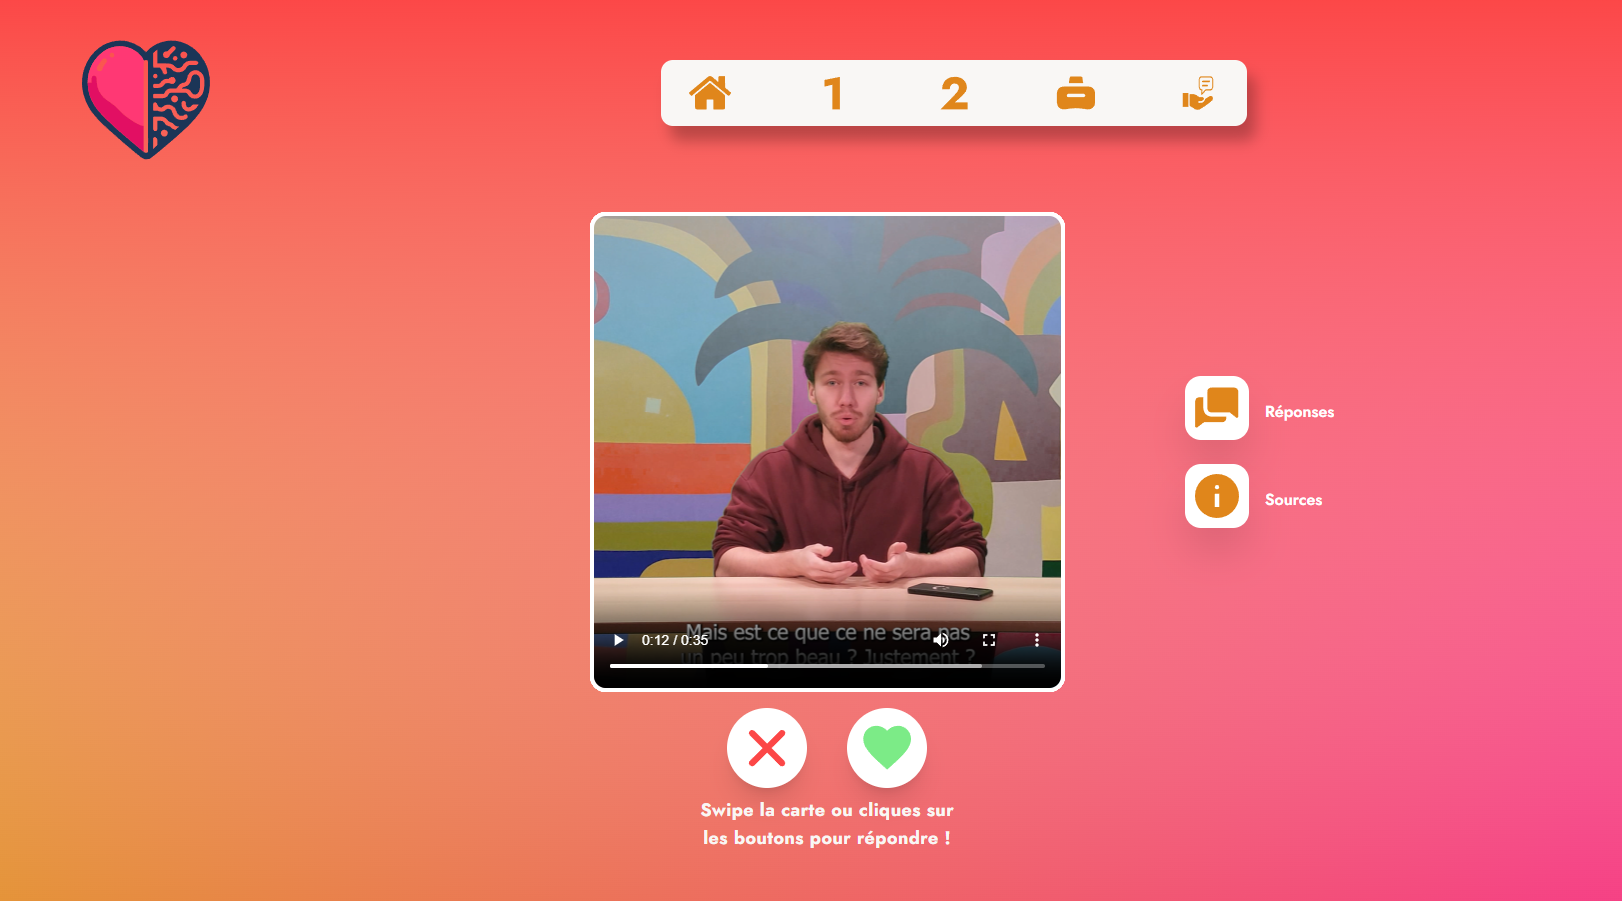 1
2
Réponses
Sources
Mais est ce que ce ne sera pas
un peu trop beau ? Justement ?
0:12 / 0:35
Swipe la carte ou cliques sur
les boutons pour répondre !